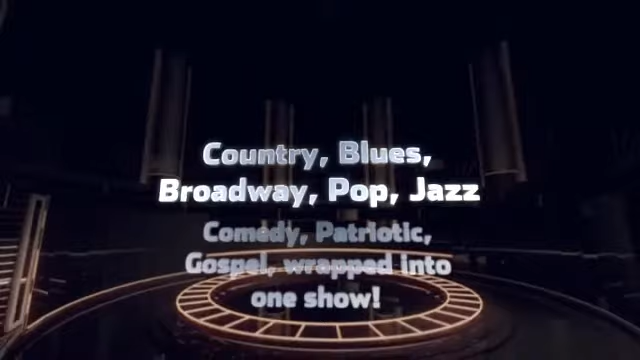 Country, Blues,
Broadway, Pop, Jazz
Comedy, Patriotic,
Gospel, wrapped into
one show!